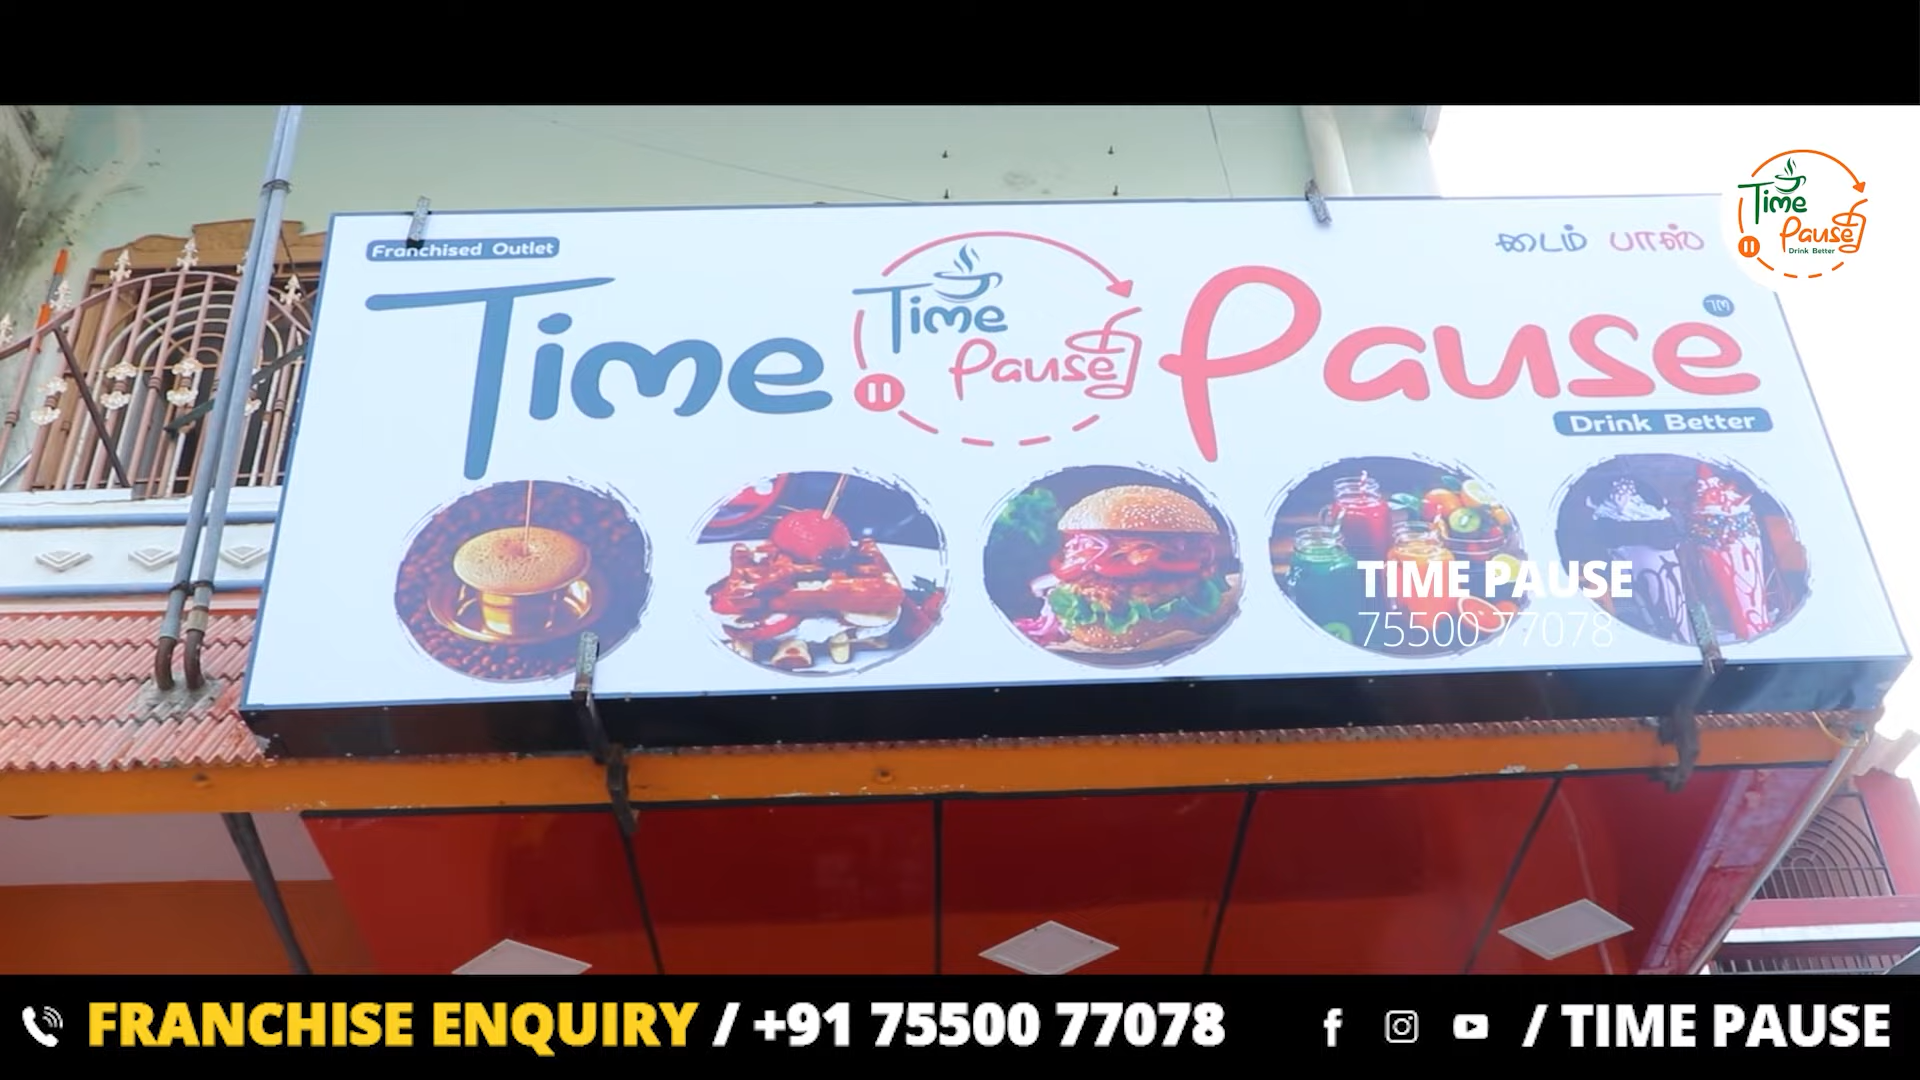 Franchised Outlet
டைம் பாஸ்
Time
Pause
Drink Better
Time
Pause
TM
Drink Better
Time
Pause
TIME PAUSE
75500 77078
FRANCHISE ENQUIRY / +91 75500 77078
/ TIME PAUSE